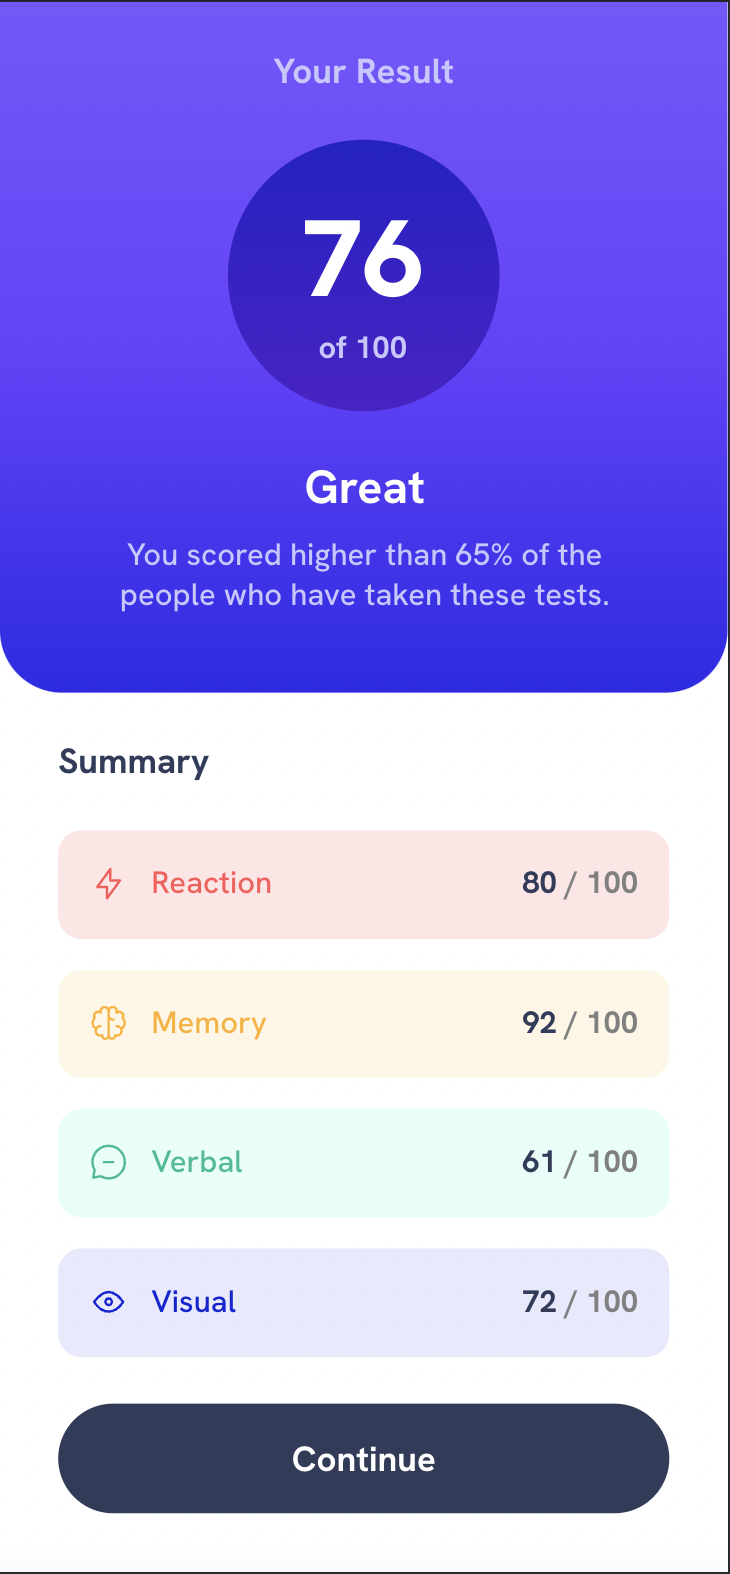 Your Result
76
of 100
Great
You scored higher than 65% of the
people who have taken these tests.
Summary
Reaction 80 / 100
Memory 92 / 100
Verbal 61 / 100
Visual 72 / 100
Continue